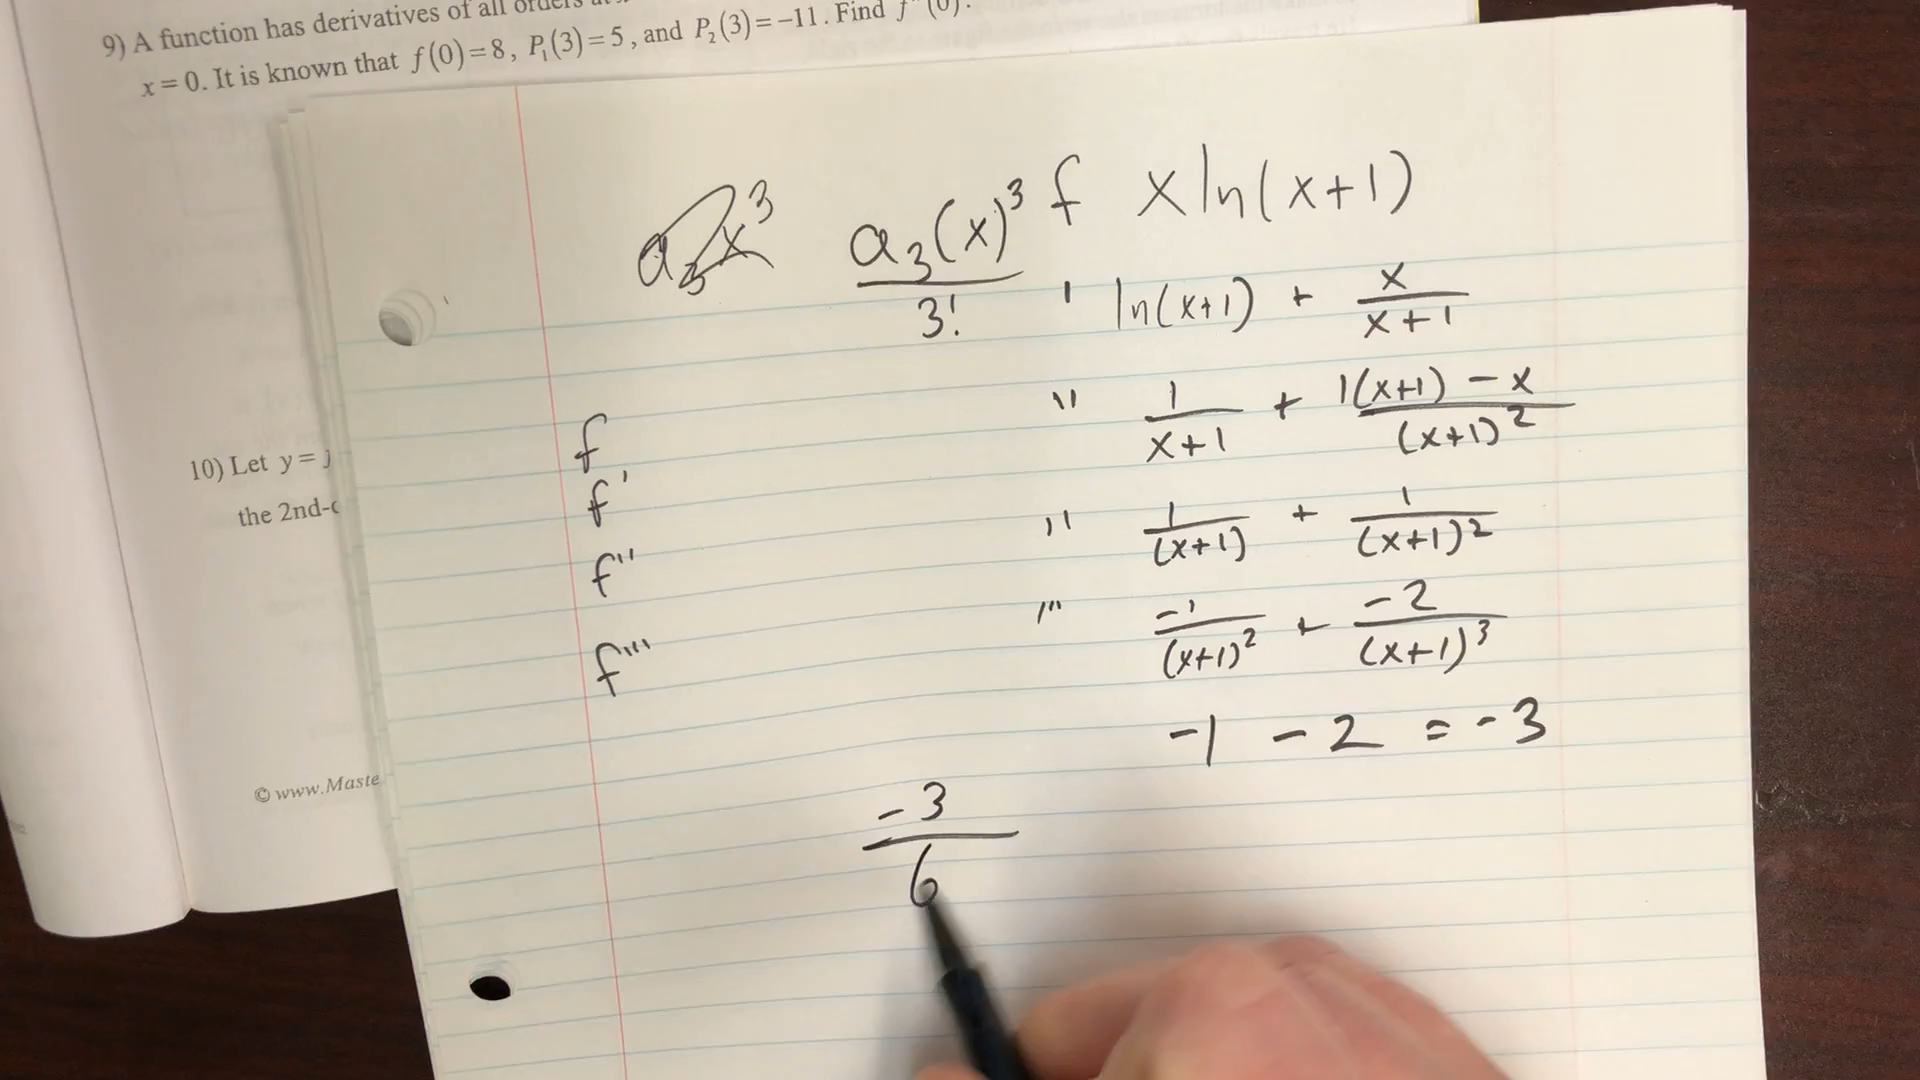 9) A function has derivatives of all orders at
x = 0. It is known that f(0) = 8, P₁(3) = 5, and P₂(3) = −11. Find f″(0).
a₃x³
a₃(x)³ / 3!
f x ln(x+1)
' ln(x+1) + x/(x+1)
'' 1/(x+1) + (1(x+1) − x)/(x+1)²
'' 1/(x+1) + 1/(x+1)²
''' −1/(x+1)² + −2/(x+1)³
−1 − 2 = −3
f
f'
f''
f'''
−3/6
10) Let y =
the 2nd-
© www.Maste